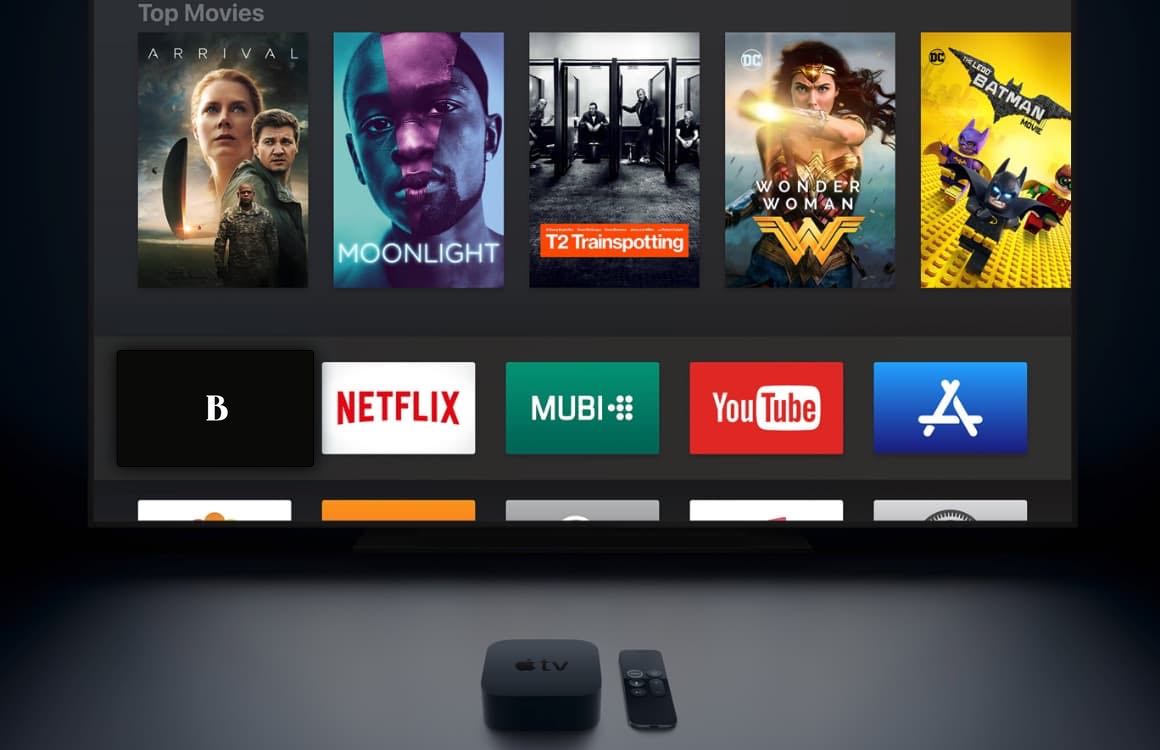 Top Movies
ARRIVAL
MOONLIGHT
T2 Trainspotting
DC
WONDER
WOMAN
DC
THE LEGO
BATMAN
MOVIE
B
NETFLIX
MUBI
YouTube
tv